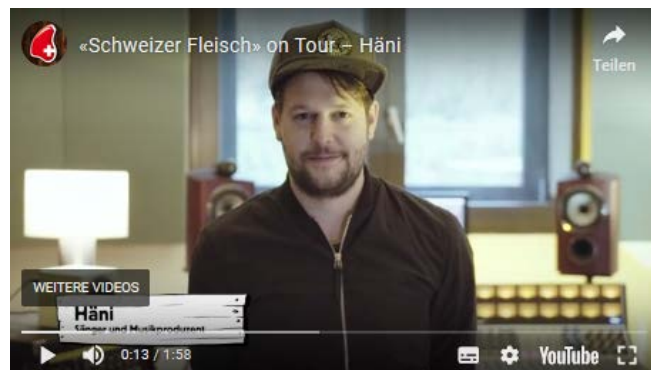 «Schweizer Fleisch» on Tour – Häni
Teilen
WEITERE VIDEOS
Häni
Sänger und Musikproduzent
0:13 / 1:58
YouTube